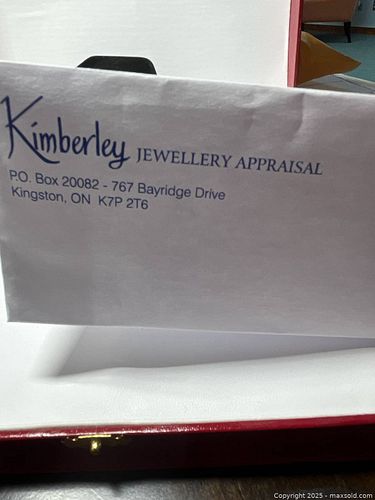 Kimberley JEWELLERY APPRAISAL
P.O. Box 20082 - 767 Bayridge Drive
Kingston, ON K7P 2T6
Copyright 2025 - maxsold.com